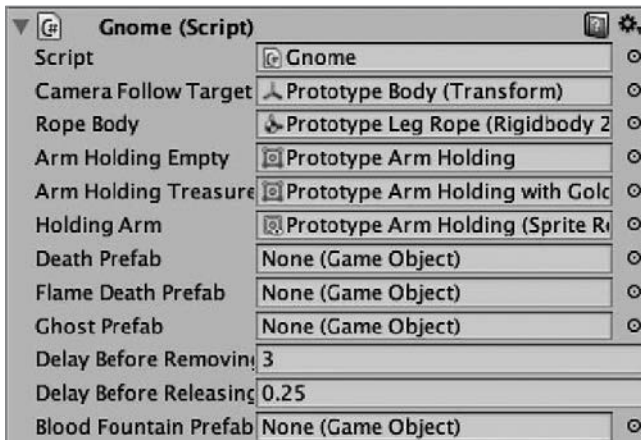 Gnome (Script)
Script Gnome
Camera Follow Target Prototype Body (Transform)
Rope Body Prototype Leg Rope (Rigidbody 2
Arm Holding Empty Prototype Arm Holding
Arm Holding Treasure Prototype Arm Holding with Gold
Holding Arm Prototype Arm Holding (Sprite Re
Death Prefab None (Game Object)
Flame Death Prefab None (Game Object)
Ghost Prefab None (Game Object)
Delay Before Removing 3
Delay Before Releasing 0.25
Blood Fountain Prefab None (Game Object)